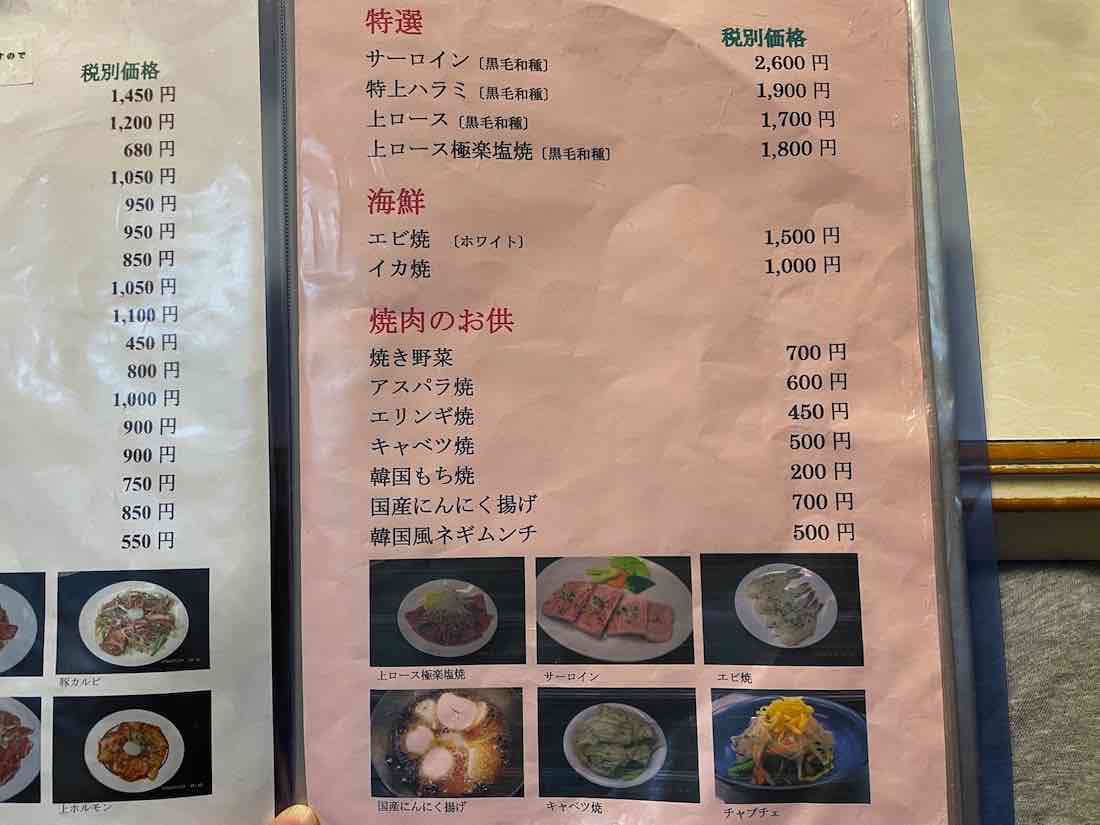 すので
税別価格
1,450 円
1,200 円
680 円
1,050 円
950 円
950 円
850 円
1,050 円
1,100 円
450 円
800 円
1,000 円
900 円
900 円
750 円
850 円
550 円
豚カルビ
上ホルモン
特選
税別価格
サーロイン〔黒毛和種〕 2,600 円
特上ハラミ〔黒毛和種〕 1,900 円
上ロース〔黒毛和種〕 1,700 円
上ロース極楽塩焼〔黒毛和種〕 1,800 円
海鮮
エビ焼 〔ホワイト〕 1,500 円
イカ焼 1,000 円
焼肉のお供
焼き野菜 700 円
アスパラ焼 600 円
エリンギ焼 450 円
キャベツ焼 500 円
韓国もち焼 200 円
国産にんにく揚げ 700 円
韓国風ネギムンチ 500 円
上ロース極楽塩焼 サーロイン エビ焼
国産にんにく揚げ キャベツ焼 チャプチェ